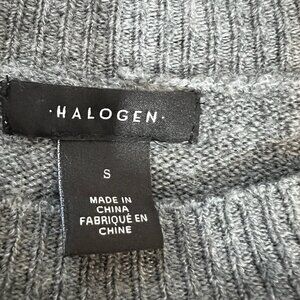 ·HALOGEN·
S
MADE IN
CHINA
FABRIQUÉ EN
CHINE